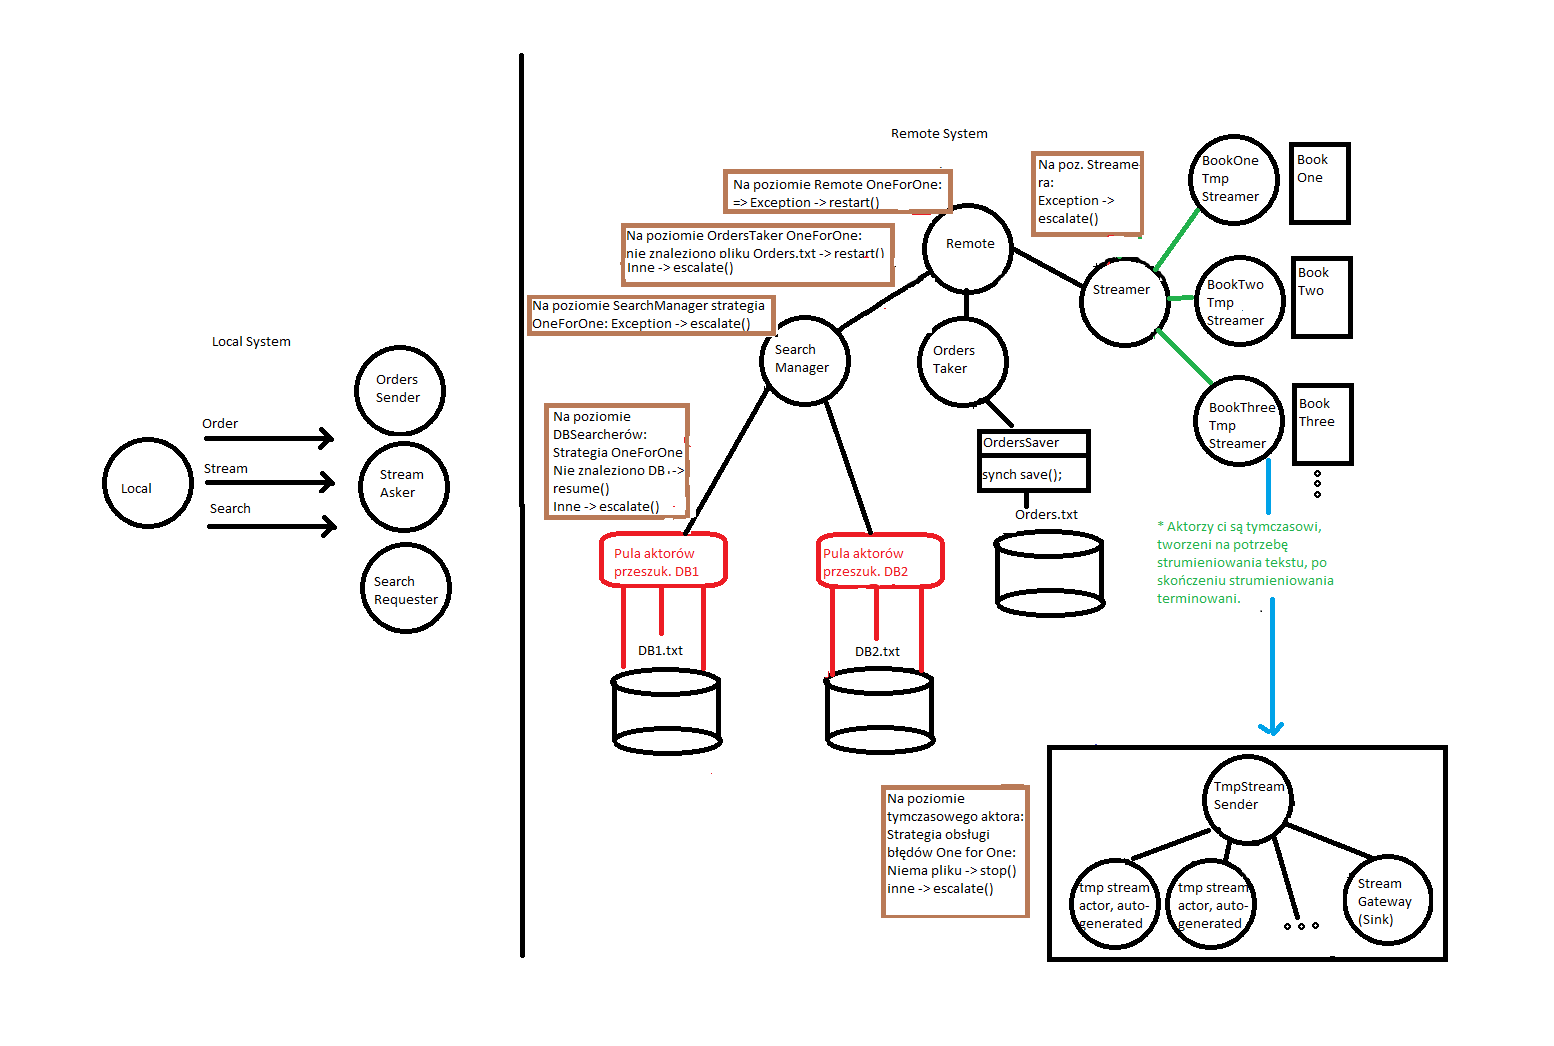 Local System
Orders
Sender
Order
Stream
Search
Local
Stream
Asker
Search
Requester
Remote System
Na poziomie Remote OneForOne:
=> Exception -> restart()
Na poziomie OrdersTaker OneForOne:
nie znaleziono pliku Orders.txt -> restart()
Inne -> escalate()
Na poziomie SearchManager strategia
OneForOne: Exception -> escalate()
Na poz. Streame
ra:
Exception ->
escalate()
Remote
Streamer
BookOne
Tmp
Streamer
Book
One
BookTwo
Tmp
Streamer
Book
Two
BookThree
Tmp
Streamer
Book
Three
Search
Manager
Orders
Taker
Na poziomie
DBSearcherów:
Strategia OneForOne
Nie znaleziono DB ->
resume()
Inne -> escalate()
OrdersSaver
synch save();
Orders.txt
Pula aktorów
przeszuk. DB1
Pula aktorów
przeszuk. DB2
DB1.txt
DB2.txt
* Aktorzy ci są tymczasowi,
tworzeni na potrzebę
strumieniowania tekstu, po
skończeniu strumieniowania
terminowani.
Na poziomie
tymczasowego aktora:
Strategia obsługi
błędów One for One:
Niema pliku -> stop()
inne -> escalate()
TmpStream
Sender
tmp stream
actor, auto-
generated
tmp stream
actor, auto-
generated
Stream
Gateway
(Sink)